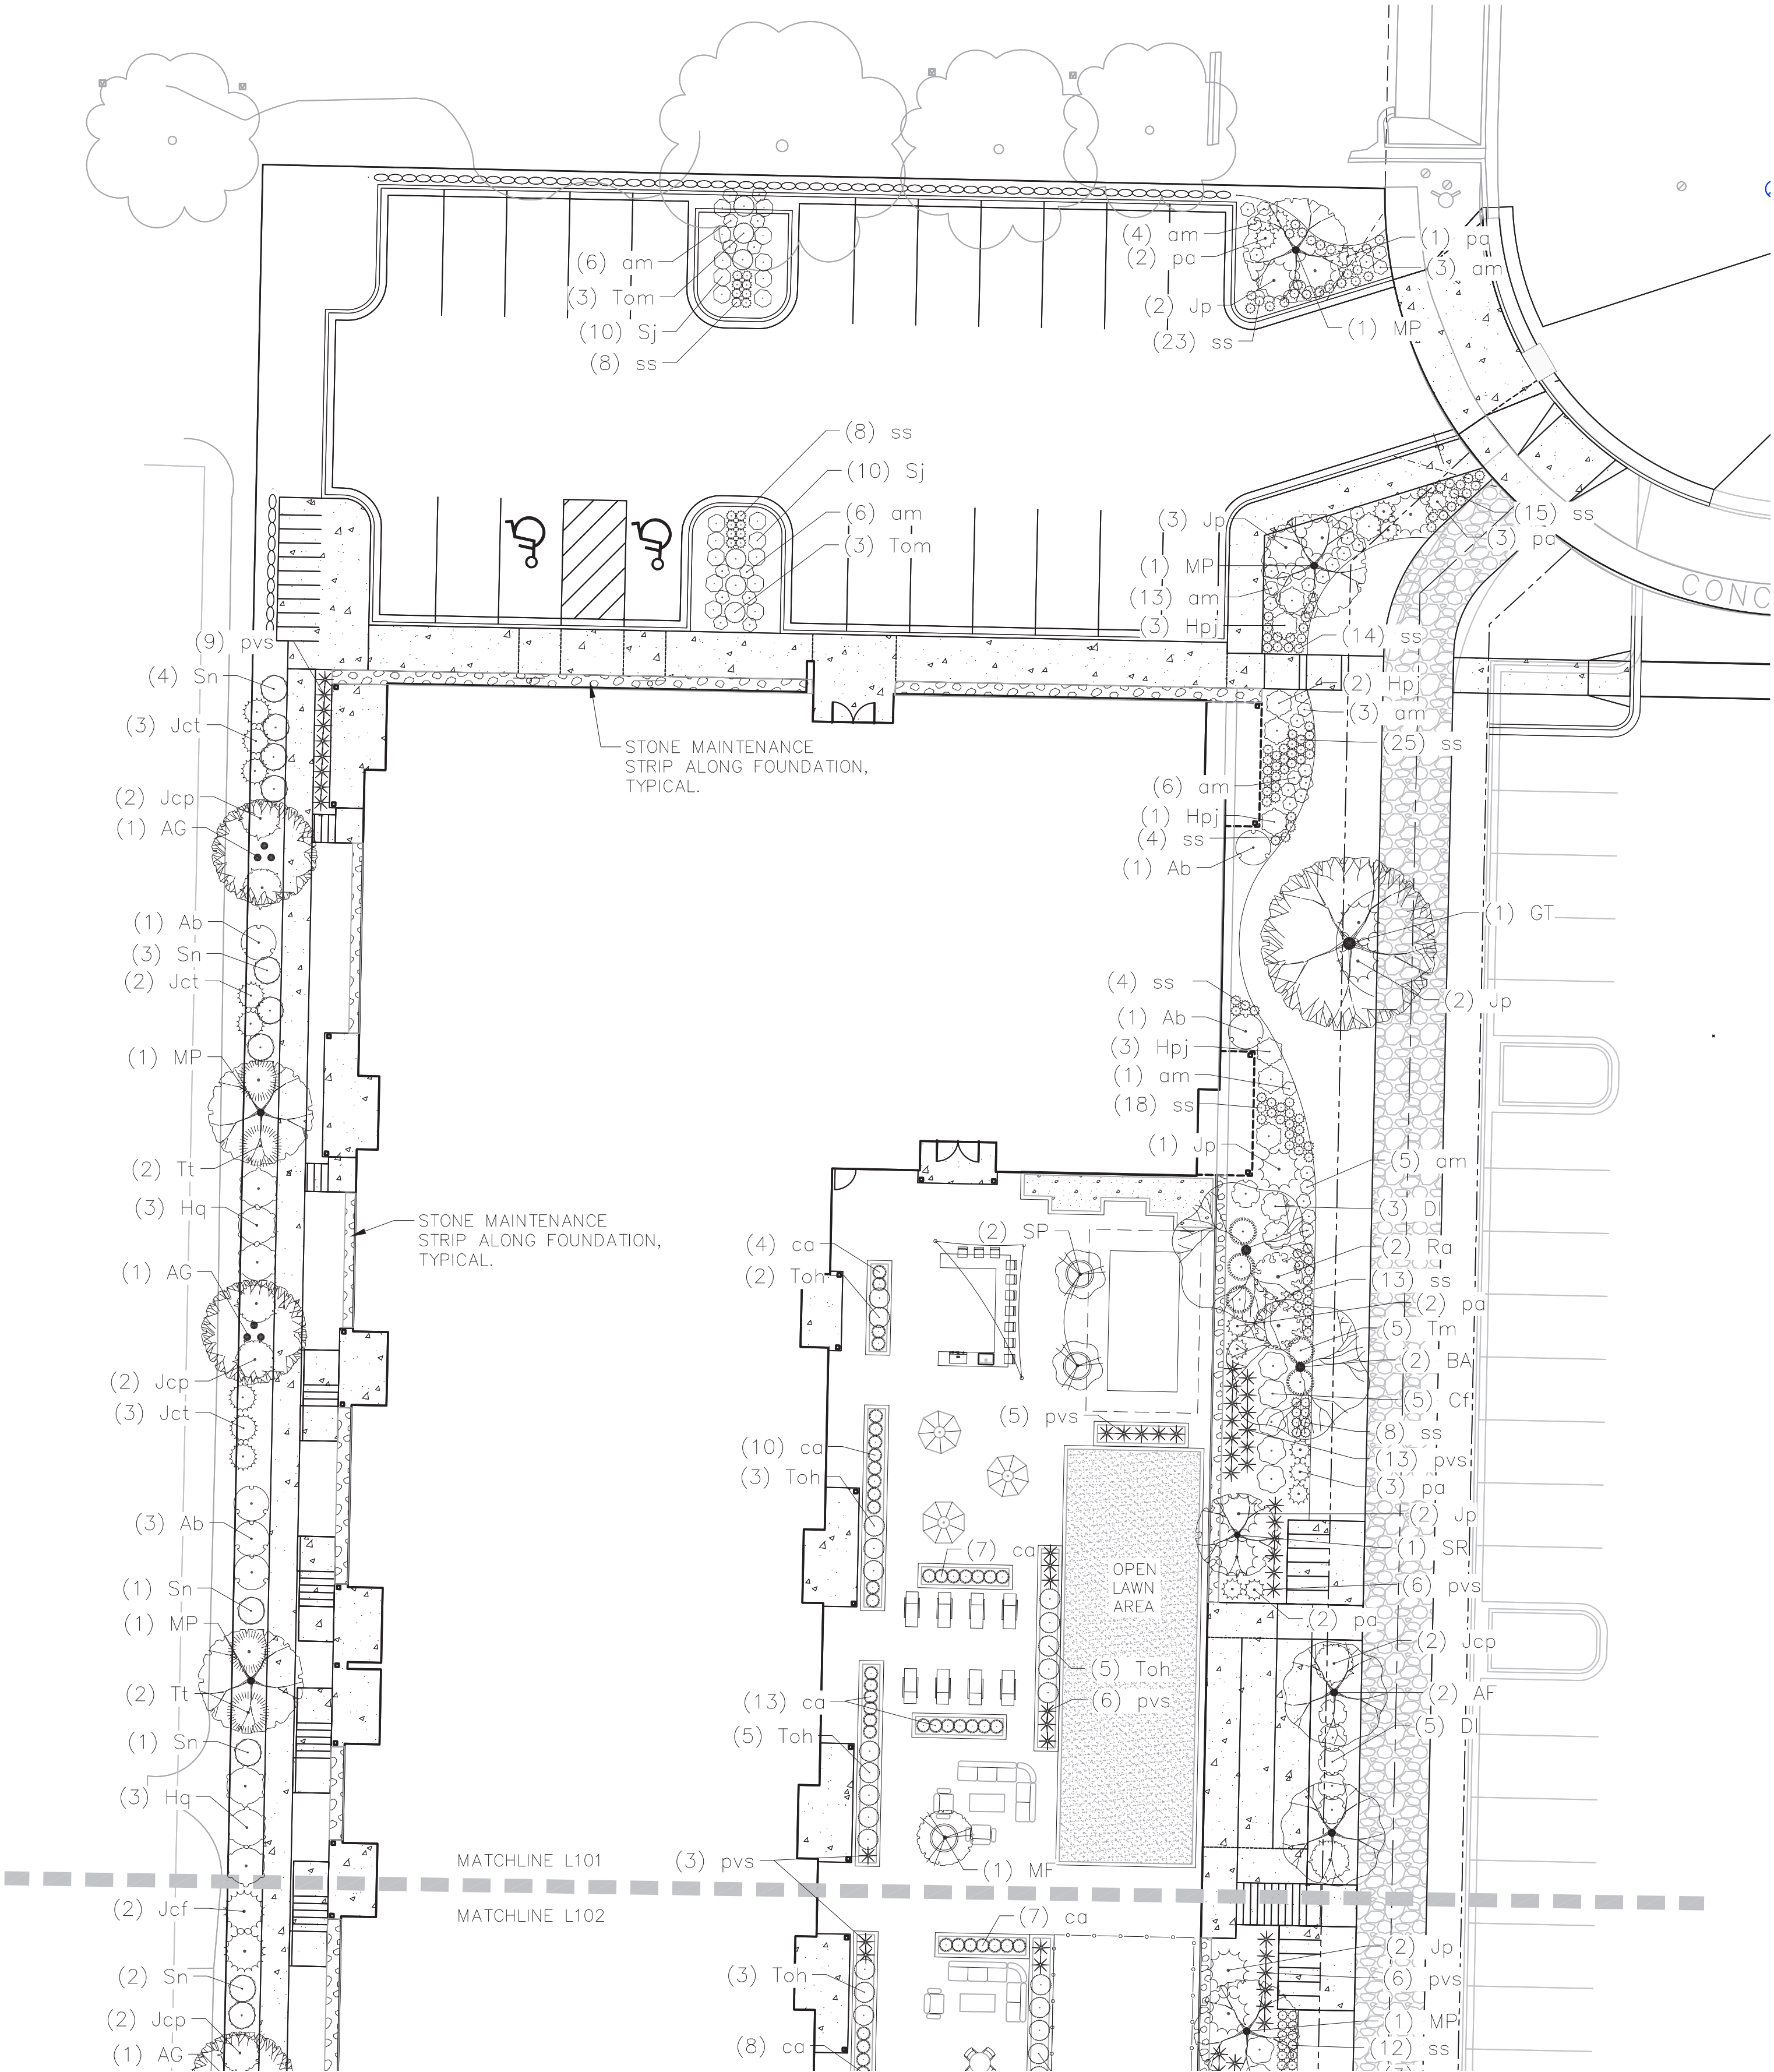 (6) am
(3) Tom
(10) Sj
(8) ss
(4) am
(2) pa
(2) Jp
(23) ss
(1) pa
(3) am
(1) MP
(8) ss
(10) Sj
(6) am
(3) Tom
(3) Jp
(1) MP
(13) am
(3) Hpj
(15) ss
(3) pa
(14) ss
CONC
(9) pvs
(4) Sn
(3) Jct
(2) Jcp
(1) AG
(1) Ab
(3) Sn
(2) Jct
(1) MP
(2) Tt
(3) Hq
(1) AG
(2) Jcp
(3) Jct
(3) Ab
(1) Sn
(1) MP
(2) Tt
(1) Sn
(3) Hq
STONE MAINTENANCE
STRIP ALONG FOUNDATION,
TYPICAL.
STONE MAINTENANCE
STRIP ALONG FOUNDATION,
TYPICAL.
(2) Hpj
(3) am
(25) ss
(6) am
(1) Hpj
(4) ss
(1) Ab
(1) GT
(2) Jp
(4) ss
(1) Ab
(3) Hpj
(1) am
(18) ss
(1) Jp
(5) am
(3) Dl
(2) Ra
(13) ss
(2) pa
(5) Tm
(2) BA
(5) Cf
(8) ss
(13) pvs
(3) pa
(2) Jp
(1) SR
(6) pvs
(2) pa
(2) Jcp
(2) AF
(5) Dl
(2) SP
(4) ca
(2) Toh
(5) pvs
(10) ca
(3) Toh
(7) ca
OPEN
LAWN
AREA
(5) Toh
(6) pvs
(13) ca
(5) Toh
(3) pvs
(1) MF
MATCHLINE L101
MATCHLINE L102
(2) Jcf
(2) Sn
(2) Jcp
(1) AG
(7) ca
(3) Toh
(8) ca
(2) Jp
(6) pvs
(1) MP
(12) ss